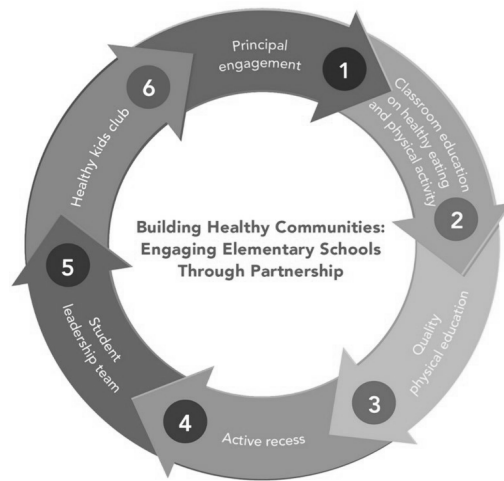 Building Healthy Communities:
Engaging Elementary Schools
Through Partnership
Principal
engagement
1
Classroom education
on healthy eating
and physical activity
2
Quality
physical education
3
Active recess
4
Student
leadership team
5
Healthy kids club
6